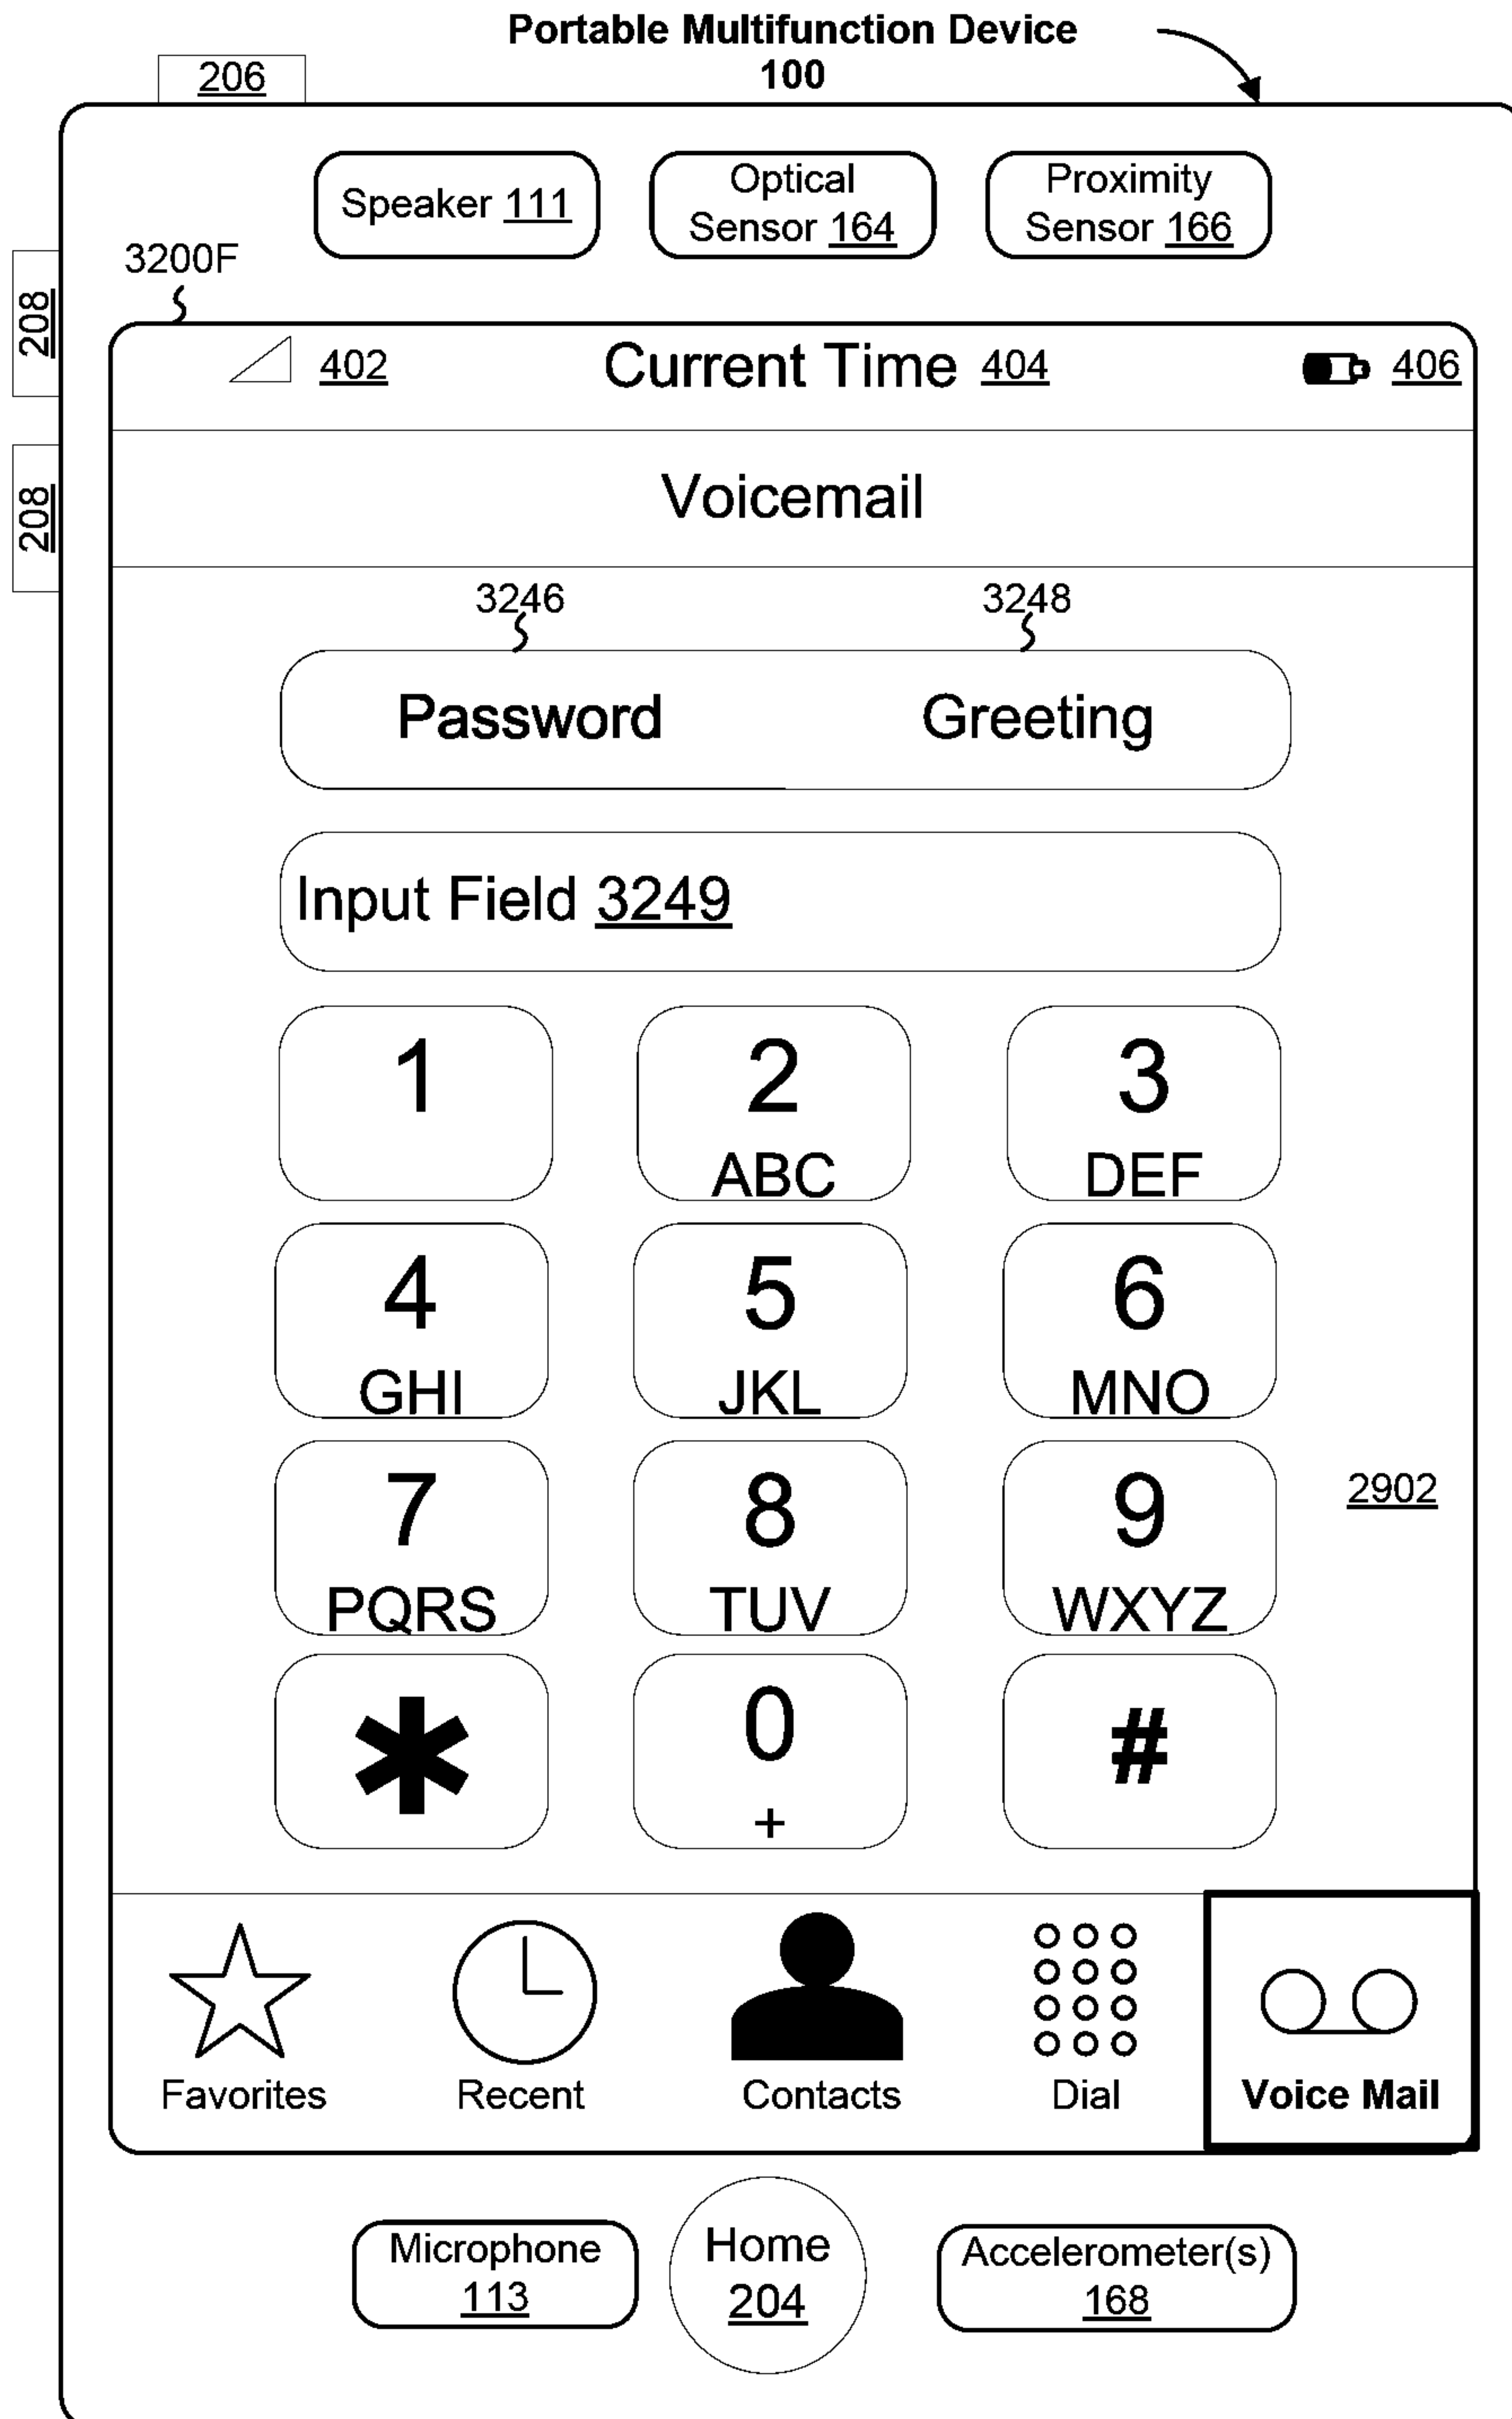 Portable Multifunction Device
100
206
Speaker 111
Optical
Sensor 164
Proximity
Sensor 166
3200F
208
402
Current Time 404
406
208
Voicemail
3246
3248
Password
Greeting
Input Field 3249
1
2
ABC
3
DEF
4
GHI
5
JKL
6
MNO
7
PQRS
8
TUV
9
WXYZ
2902
*
0
+
#
Favorites
Recent
Contacts
Dial
Voice Mail
Microphone
113
Home
204
Accelerometer(s)
168